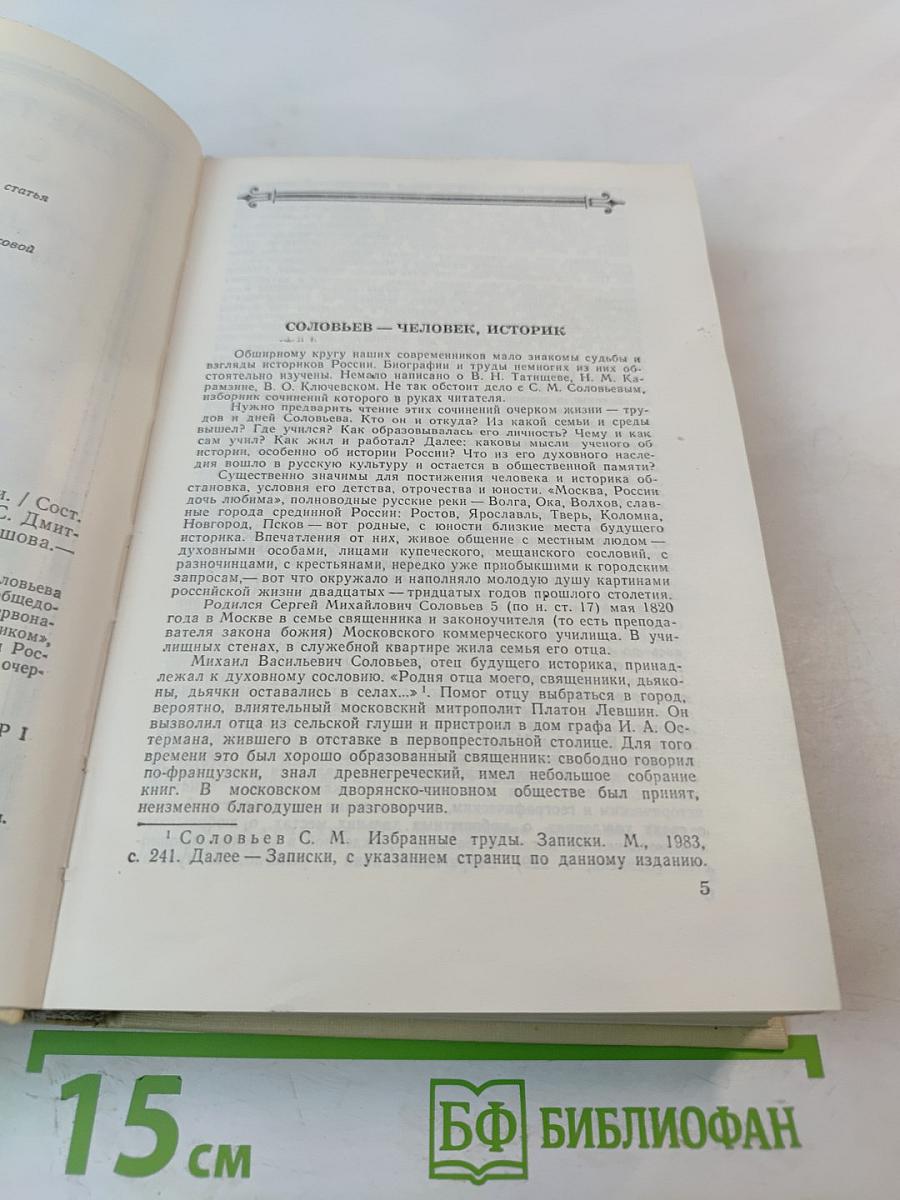 статья
ковой
и. / Сост.
С. Дмит-
шова.—
ловьева
общедо-
ервона-
иком»,
и Рос-
очер-
Р I
СОЛОВЬЕВ — ЧЕЛОВЕК, ИСТОРИК
Обширному кругу наших современников мало знакомы судьбы и
взгляды историков России. Биографии и труды немногих из них об-
стоятельно изучены. Немало написано о В. Н. Татищеве, Н. М. Ка-
рамзине, В. О. Ключевском. Не так обстоит дело с С. М. Соловьевым,
изборник сочинений которого в руках читателя.
Нужно предварить чтение этих сочинений очерком жизни — тру-
дов и дней Соловьева. Кто он и откуда? Из какой семьи и среды
вышел? Где учился? Как образовывалась его личность? Чему и как
сам учил? Как жил и работал? Далее: каковы мысли ученого об
истории, особенно об истории России? Что из его духовного насле-
дия вошло в русскую культуру и остается в общественной памяти?
Существенно значимы для постижения человека и историка об-
становка, условия его детства, отрочества и юности. «Москва, России
дочь любима», полноводные русские реки — Волга, Ока, Волхов, слав-
ные города срединной России: Ростов, Ярославль, Тверь, Коломна,
Новгород, Псков — вот родные, с юности близкие места будущего
историка. Впечатления от них, живое общение с местным людом —
духовными особами, лицами купеческого, мещанского сословий, с
разночинцами, с крестьянами, нередко уже приобыкшими к городским
запросам,— вот что окружало и наполняло молодую душу картинами
российской жизни двадцатых — тридцатых годов прошлого столетия.
Родился Сергей Михайлович Соловьев 5 (по н. ст. 17) мая 1820
года в Москве в семье священника и законоучителя (то есть препода-
вателя закона божия) Московского коммерческого училища. В учи-
лищных стенах, в служебной квартире жила семья его отца.
Михаил Васильевич Соловьев, отец будущего историка, принад-
лежал к духовному сословию. «Родня отца моего, священники, дьяко-
ны, дьячки оставались в селах...» ¹. Помог отцу выбраться в город,
вероятно, влиятельный московский митрополит Платон Левшин. Он
вызволил отца из сельской глуши и пристроил в дом графа И. А. Ос-
термана, жившего в отставке в первопрестольной столице. Для того
времени это был хорошо образованный священник: свободно говорил
по-французски, знал древнегреческий, имел небольшое собрание
книг. В московском дворянско-чиновном обществе был принят,
неизменно благодушен и разговорчив.
¹ Соловьев С. М. Избранные труды. Записки. М., 1983,
с. 241. Далее — Записки, с указанием страниц по данному изданию.
5
15 см
БФ БИБЛИОФАН